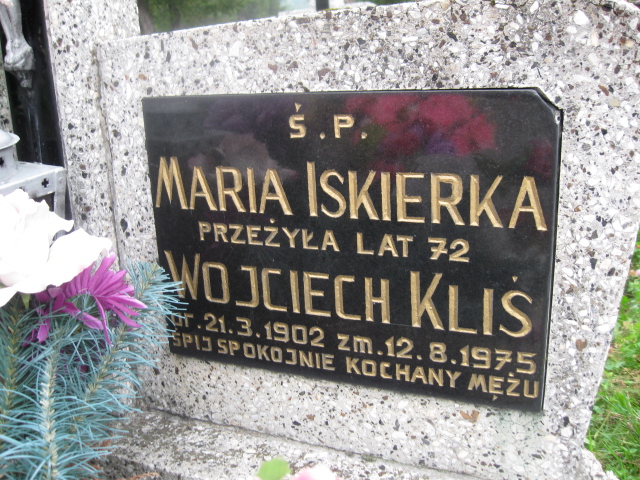 Ś.P.
MARIA ISKIERKA
PRZEŻYŁA LAT 72
WOJCIECH KLIŚ
ur. 21.3.1902 zm. 12.8.1975
ŚPIJ SPOKOJNIE KOCHANY MĘŻU